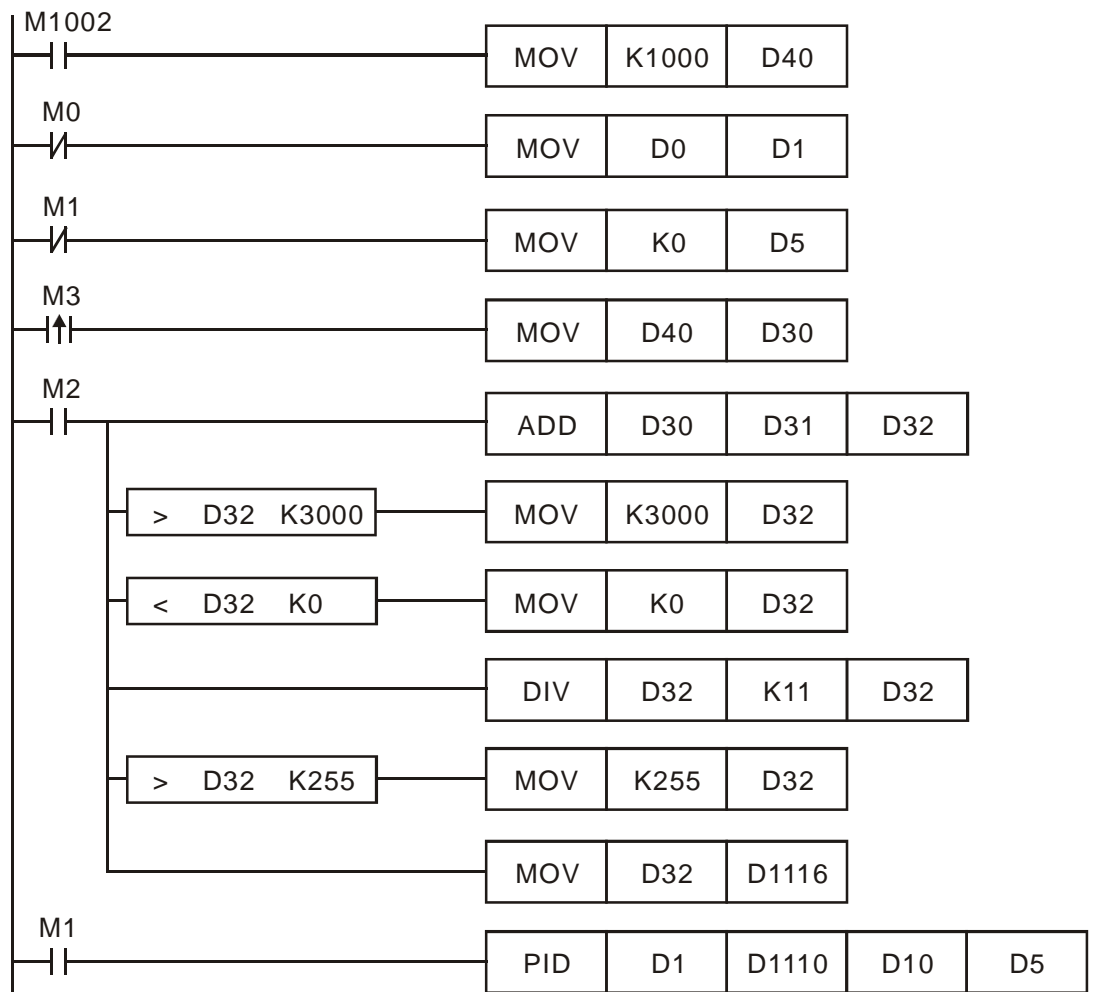 M1002
MOV K1000 D40
M0
MOV D0 D1
M1
MOV K0 D5
M3
MOV D40 D30
M2
ADD D30 D31 D32
> D32 K3000 MOV K3000 D32
< D32 K0 MOV K0 D32
DIV D32 K11 D32
> D32 K255 MOV K255 D32
MOV D32 D1116
M1
PID D1 D1110 D10 D5